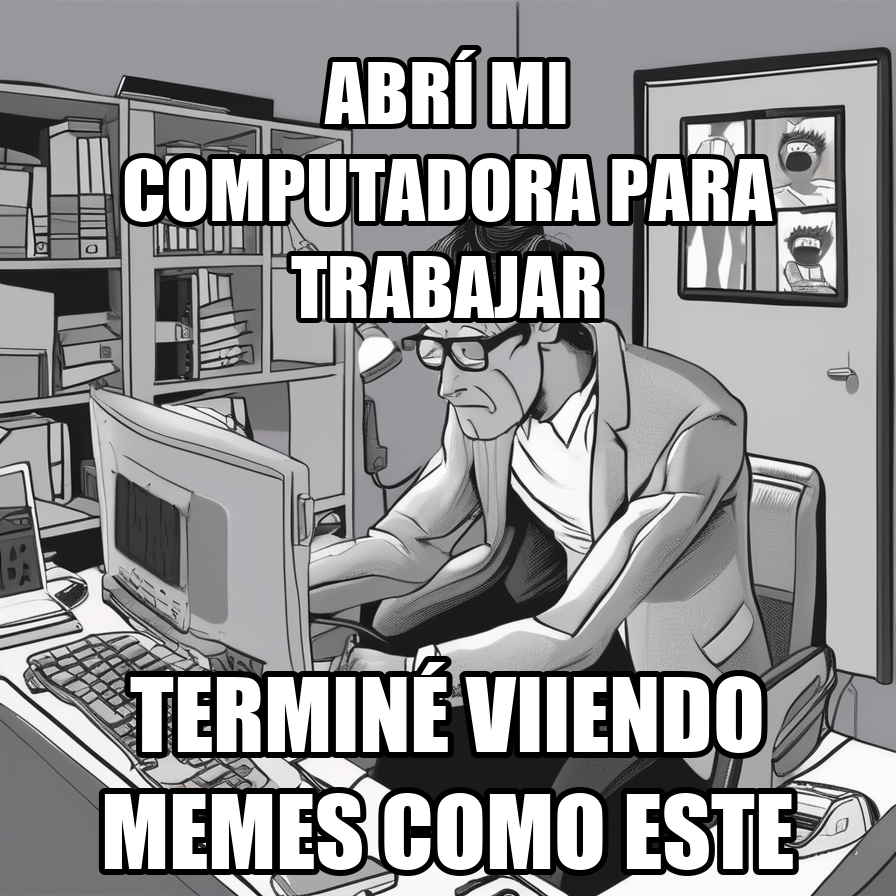 ABRÍ MI
COMPUTADORA PARA
TRABAJAR
TERMINÉ VIIENDO
MEMES COMO ESTE